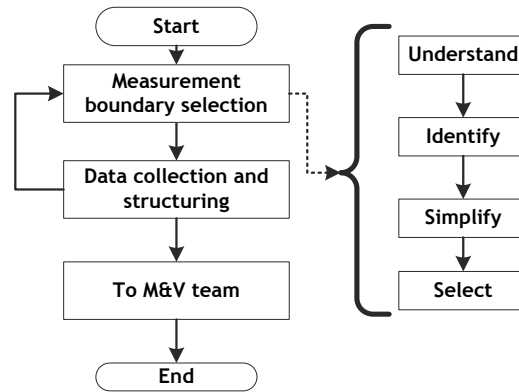 Start
Measurement
boundary selection
Data collection and
structuring
To M&V team
End
Understand
Identify
Simplify
Select